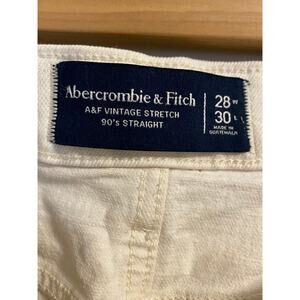 Abercrombie & Fitch
A&F VINTAGE STRETCH
90's STRAIGHT
28 W
30 L
MADE IN
GUATEMALA